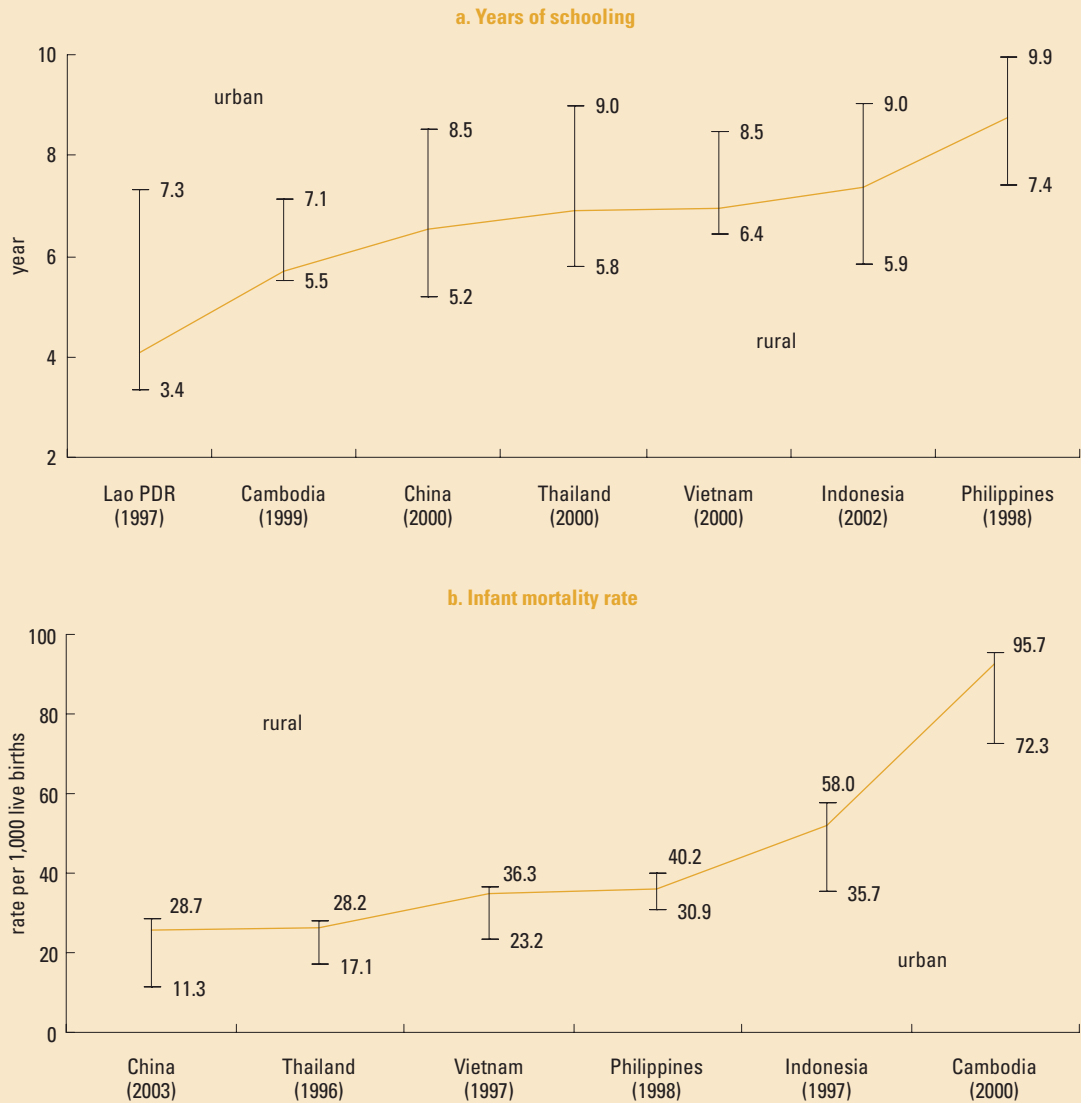 a. Years of schooling
10
8
6
4
2
year
urban
rural
7.3
3.4
7.1
5.5
8.5
5.2
9.0
5.8
8.5
6.4
9.0
5.9
9.9
7.4
Lao PDR
(1997)
Cambodia
(1999)
China
(2000)
Thailand
(2000)
Vietnam
(2000)
Indonesia
(2002)
Philippines
(1998)
b. Infant mortality rate
100
80
60
40
20
0
rate per 1,000 live births
rural
urban
28.7
11.3
28.2
17.1
36.3
23.2
40.2
30.9
58.0
35.7
95.7
72.3
China
(2003)
Thailand
(1996)
Vietnam
(1997)
Philippines
(1998)
Indonesia
(1997)
Cambodia
(2000)